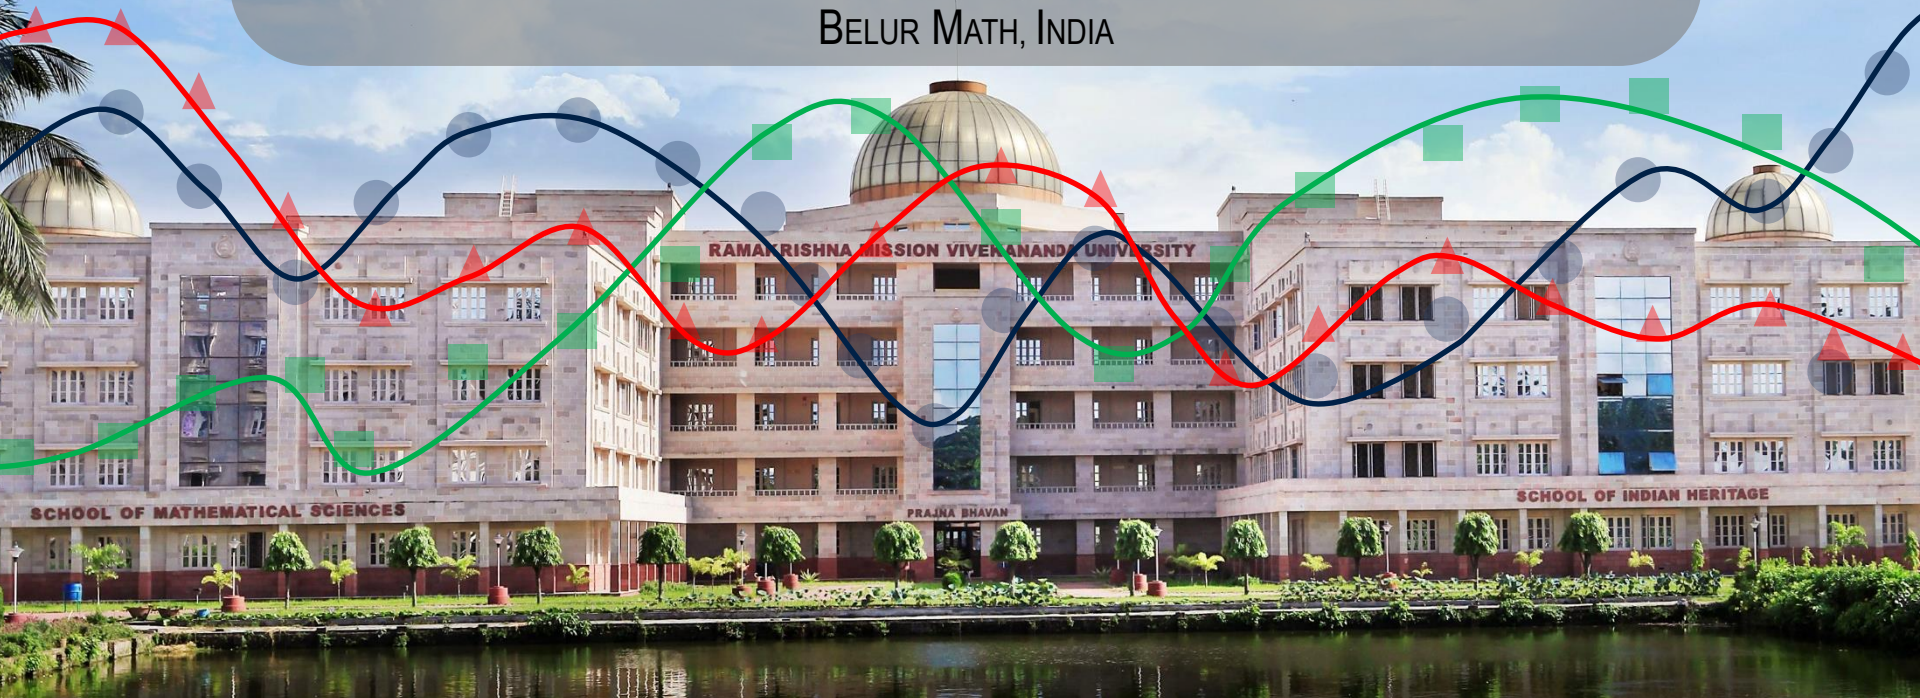 BELUR MATH, INDIA
RAMAKRISHNA MISSION VIVEKANANDA UNIVERSITY
PRAJNA BHAVAN
SCHOOL OF MATHEMATICAL SCIENCES
SCHOOL OF INDIAN HERITAGE